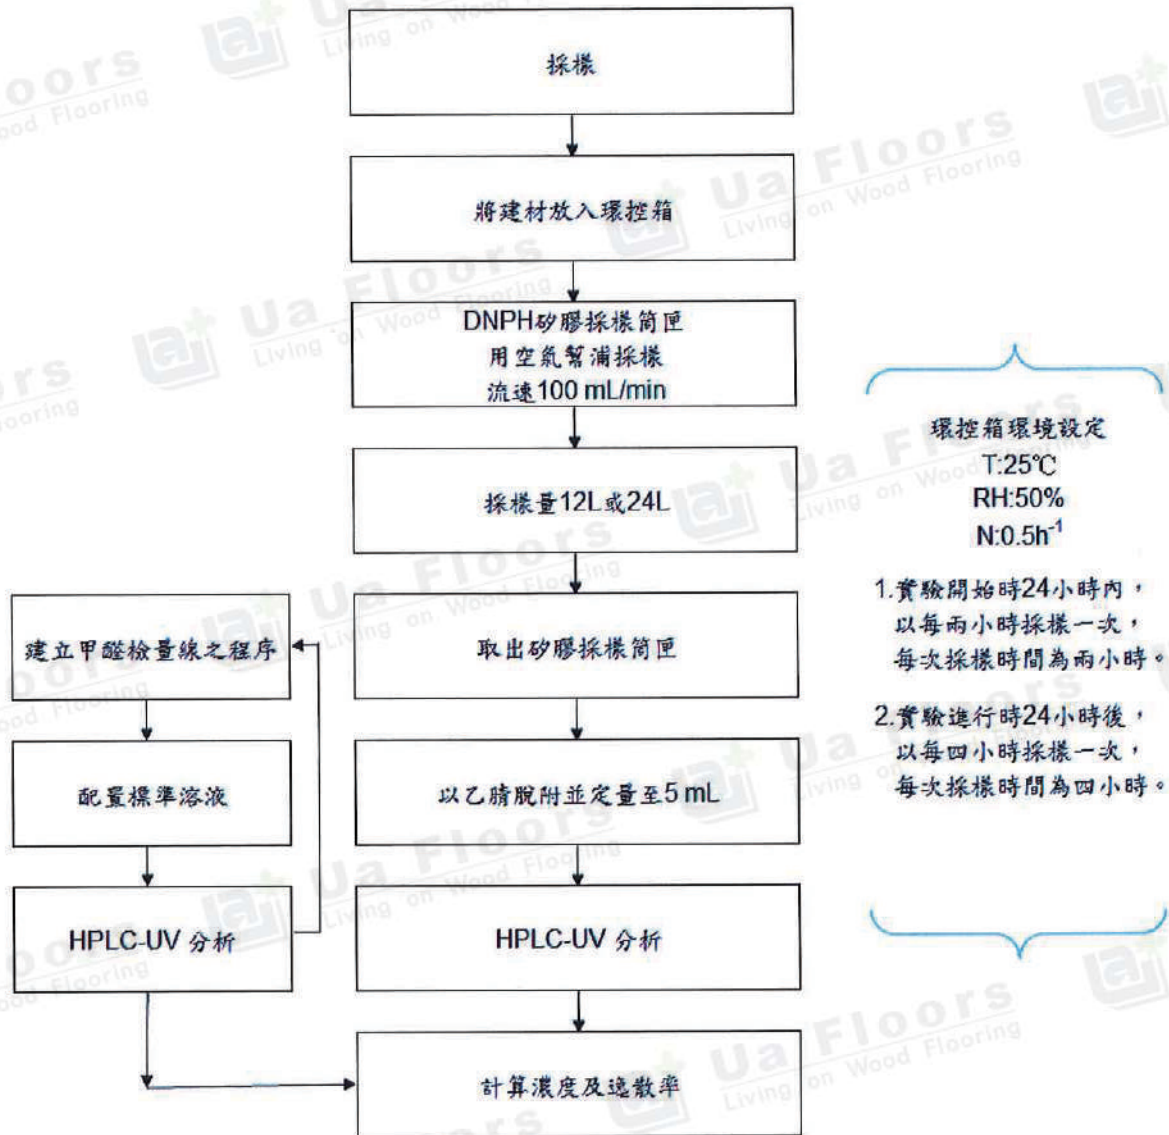 採樣
將建材放入環控箱
DNPH矽膠採樣筒匣
用空氣幫浦採樣
流速100 mL/min
採樣量12L或24L
取出矽膠採樣筒匣
以乙腈脫附並定量至5 mL
HPLC-UV 分析
計算濃度及逸散率
建立甲醛檢量線之程序
配置標準溶液
HPLC-UV 分析
環控箱環境設定
T:25℃
RH:50%
N:0.5h⁻¹
1.實驗開始時24小時內，
以每兩小時採樣一次，
每次採樣時間為兩小時。
2.實驗進行時24小時後，
以每四小時採樣一次，
每次採樣時間為四小時。
Ua Floors
Living on Wood Flooring